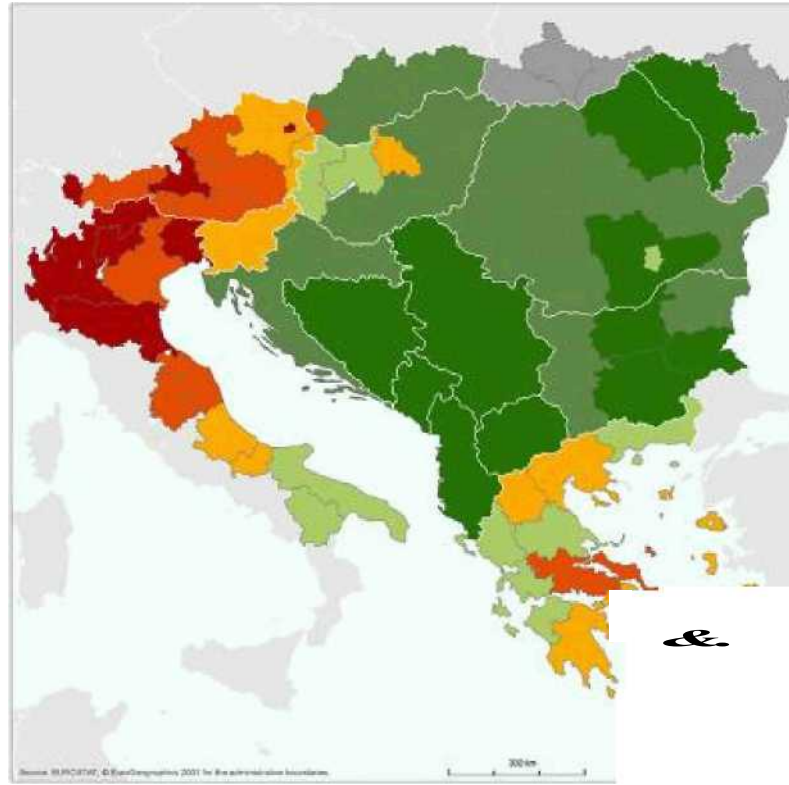 &.
300 km
Source: EUROSTAT, © EuroGeographics 2001 for the administrative boundaries